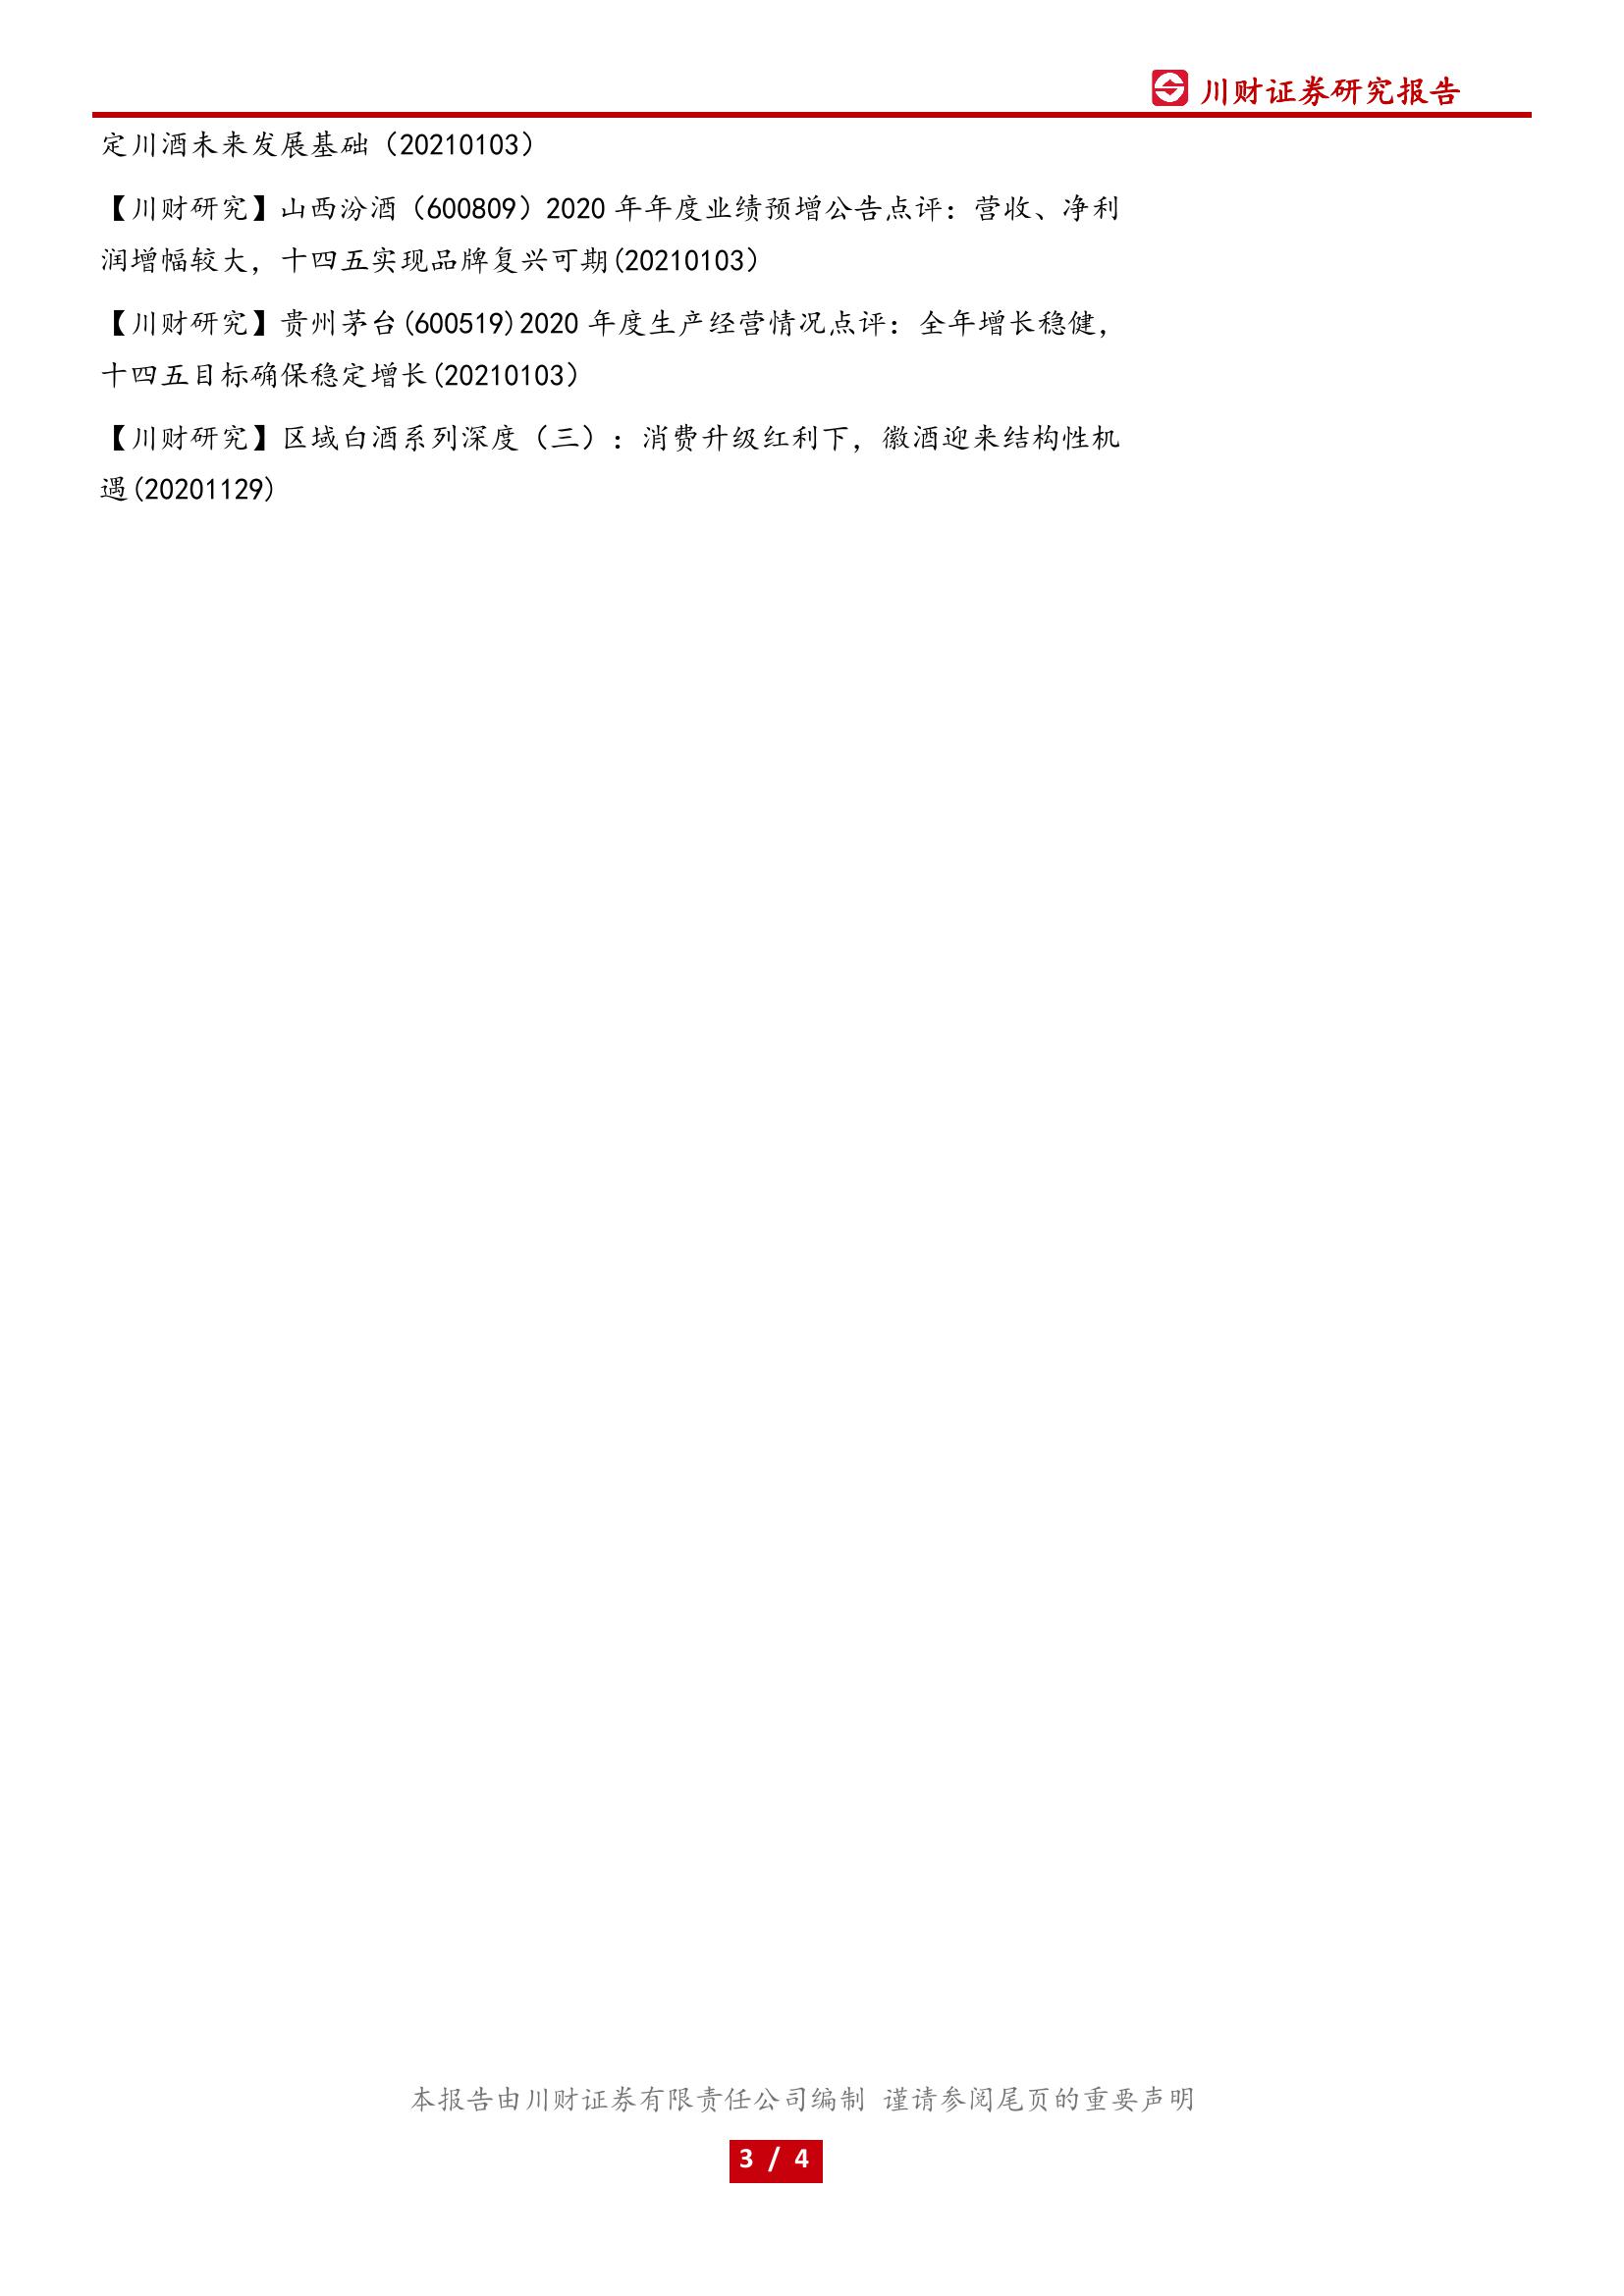 川财证券研究报告
定川酒未来发展基础（20210103）
【川财研究】山西汾酒（600809）2020 年年度业绩预增公告点评：营收、净利
润增幅较大，十四五实现品牌复兴可期(20210103）
【川财研究】贵州茅台(600519)2020 年度生产经营情况点评：全年增长稳健，
十四五目标确保稳定增长(20210103）
【川财研究】区域白酒系列深度（三）：消费升级红利下，徽酒迎来结构性机
遇(20201129)
本报告由川财证券有限责任公司编制 谨请参阅尾页的重要声明
3 / 4